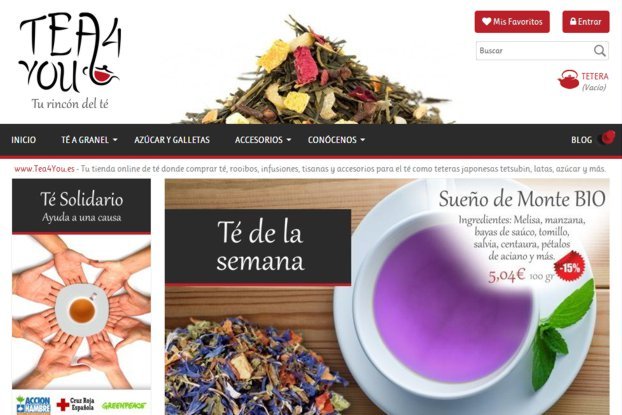 TEA4
YOU
Tu rincón del té
Mis Favoritos
Entrar
Buscar
TETERA
(Vacío)
INICIO TÉ A GRANEL AZÚCAR Y GALLETAS ACCESORIOS CONÓCENOS BLOG
www.Tea4You.es - Tu tienda online de té donde comprar té, rooibos, infusiones, tisanas y accesorios para el té como teteras japonesas tetsubin, latas, azúcar y más.
Té Solidario
Ayuda a una causa
ACCION
CONTRA EL
HAMBRE
Cruz Roja
Española
GREENPEACE
Té de la
semana
Sueño de Monte BIO
Ingredientes: Melisa, manzana,
bayas de saúco, tomillo,
salvia, centaura, pétalos
de aciano y más.
5,04€ 100 gr
-15%